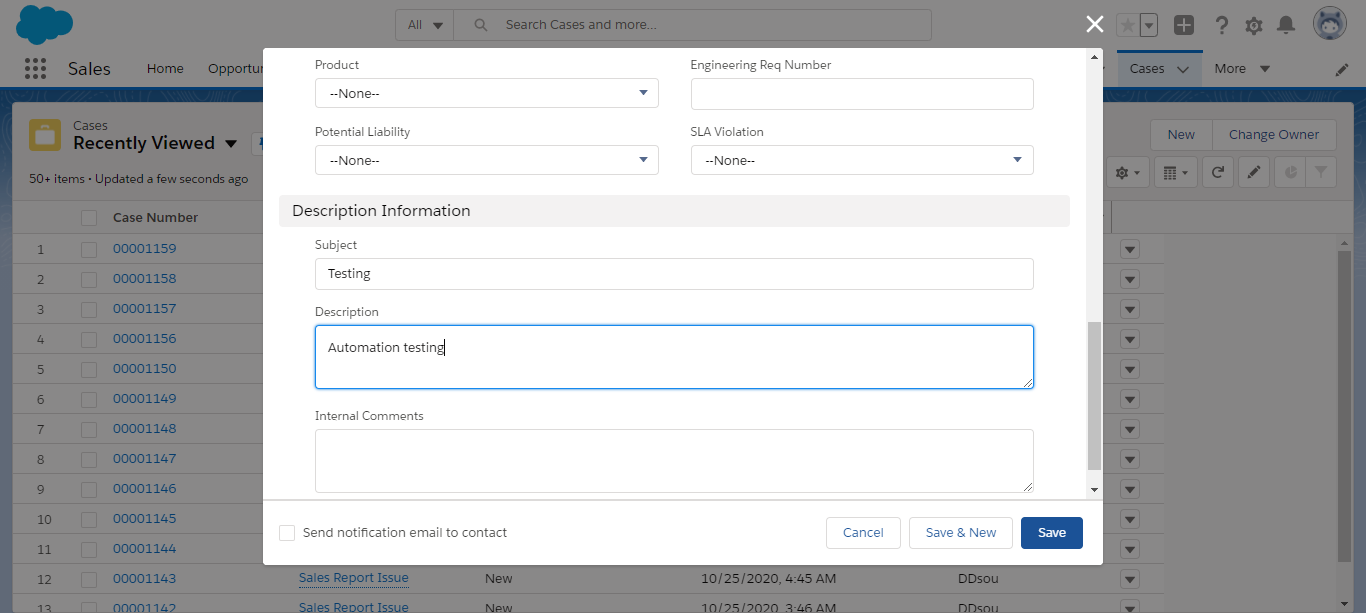 All
Search Cases and more...
Sales
Home
Opportu
Cases
More
Cases
Recently Viewed
50+ items • Updated a few seconds ago
New
Change Owner
Case Number
1 00001159
2 00001158
3 00001157
4 00001156
5 00001150
6 00001149
7 00001148
8 00001147
9 00001146
10 00001145
11 00001144
12 00001143 Sales Report Issue New 10/25/2020, 4:45 AM DDsou
13 00001142 Sales Report Issue New 10/25/2020, 3:46 AM DDsou
Product
--None--
Engineering Req Number
Potential Liability
--None--
SLA Violation
--None--
Description Information
Subject
Testing
Description
Automation testing
Internal Comments
Send notification email to contact
Cancel
Save & New
Save